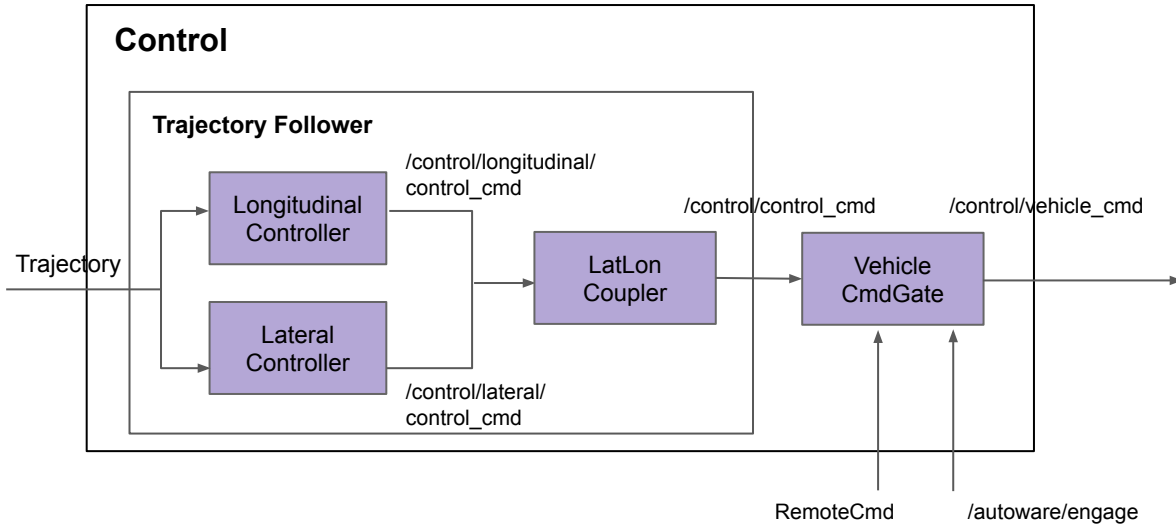 Control
Trajectory Follower
/control/longitudinal/
control_cmd
Longitudinal
Controller
/control/control_cmd
/control/vehicle_cmd
Trajectory
LatLon
Coupler
Vehicle
CmdGate
Lateral
Controller
/control/lateral/
control_cmd
RemoteCmd
/autoware/engage